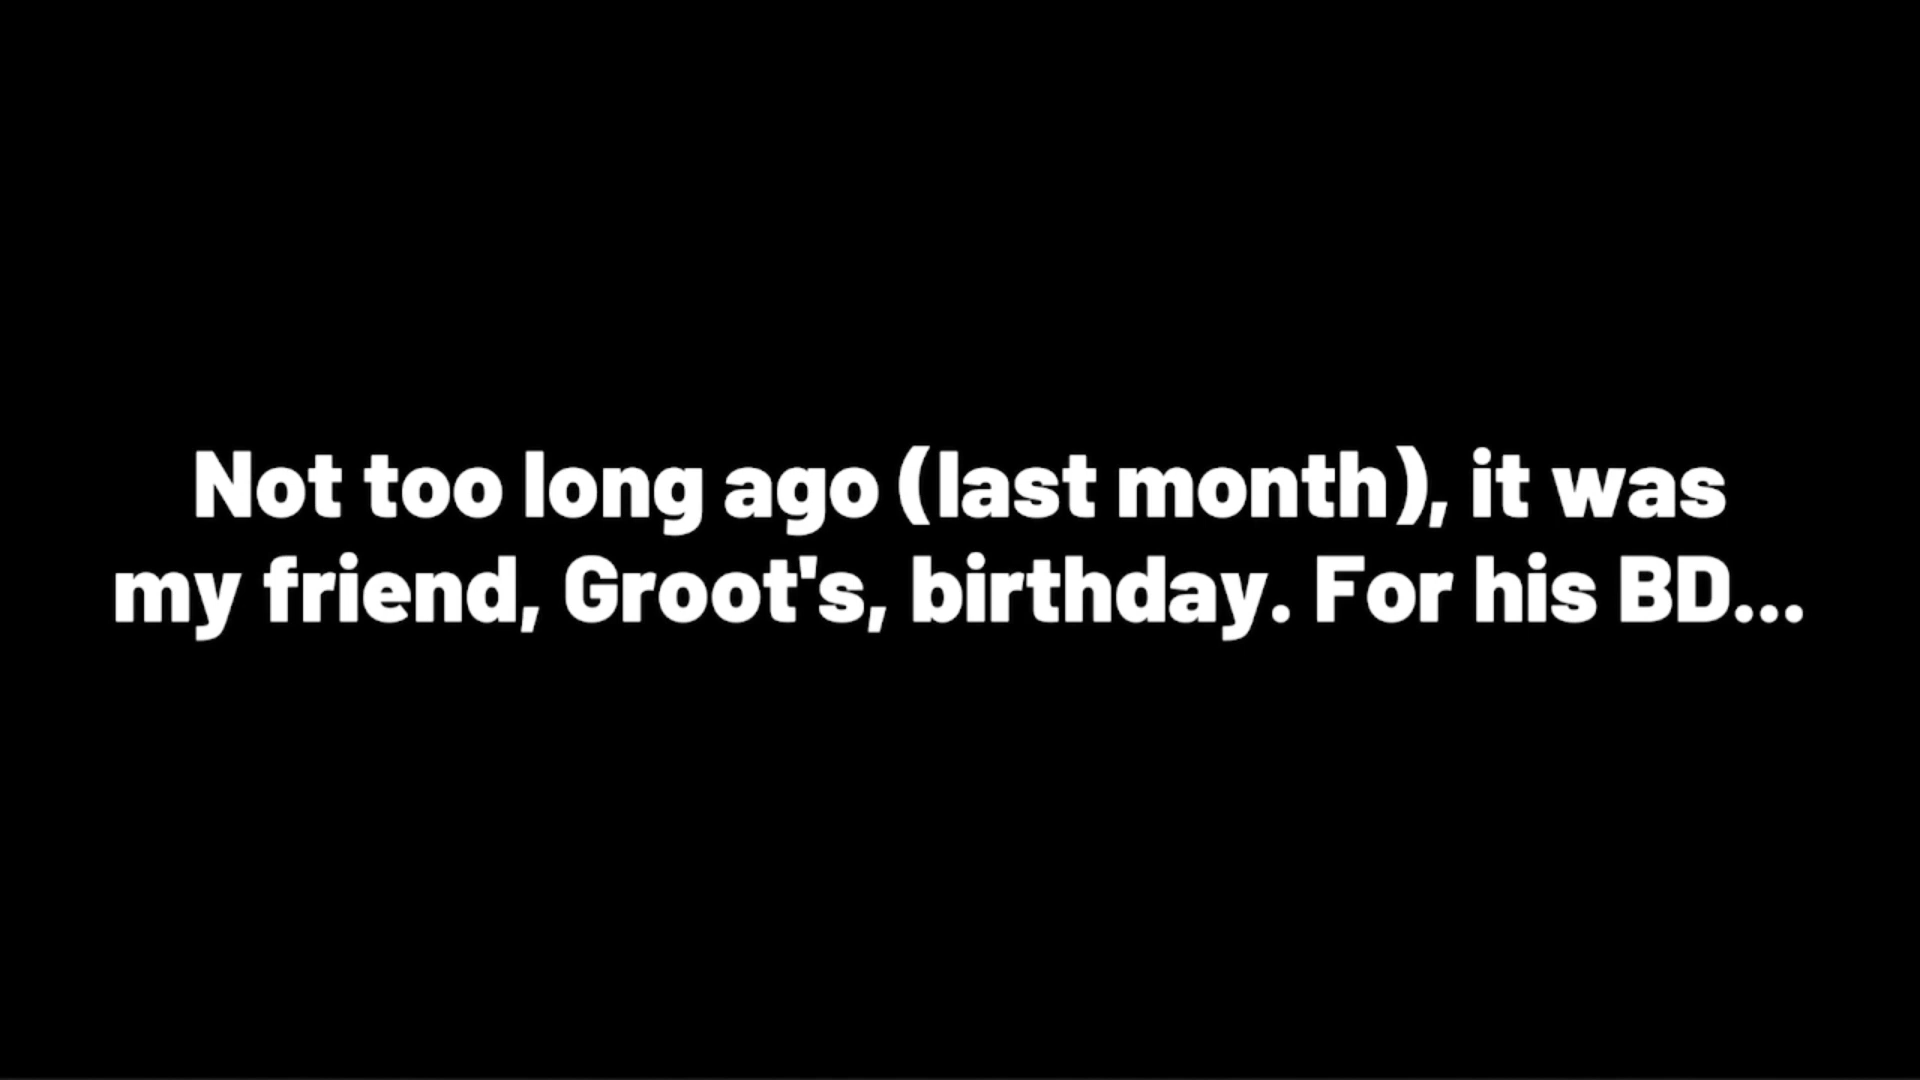 Not too long ago (last month), it was
my friend, Groot's, birthday. For his BD...